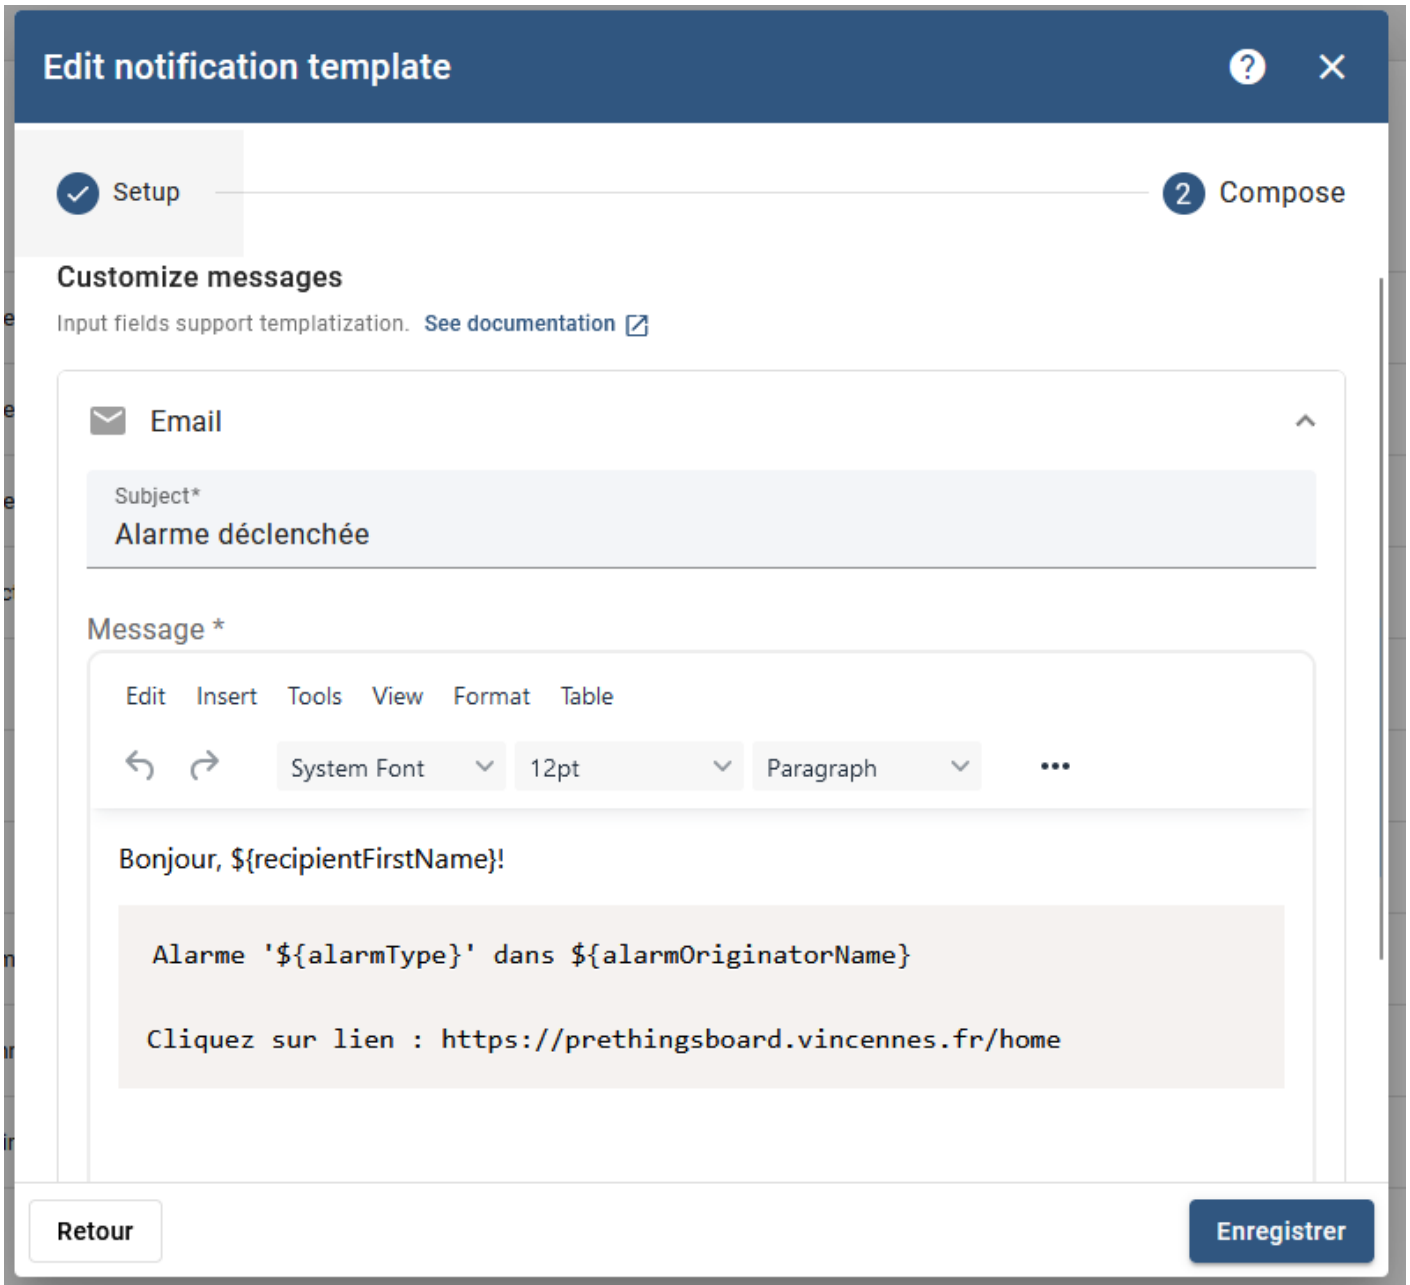 Edit notification template
Setup
2 Compose
Customize messages
Input fields support templatization. See documentation
Email
Subject*
Alarme déclenchée
Message *
Edit Insert Tools View Format Table
System Font 12pt Paragraph
Bonjour, ${recipientFirstName}!
Alarme '${alarmType}' dans ${alarmOriginatorName}
Cliquez sur lien : https://prethingsboard.vincennes.fr/home
Retour Enregistrer